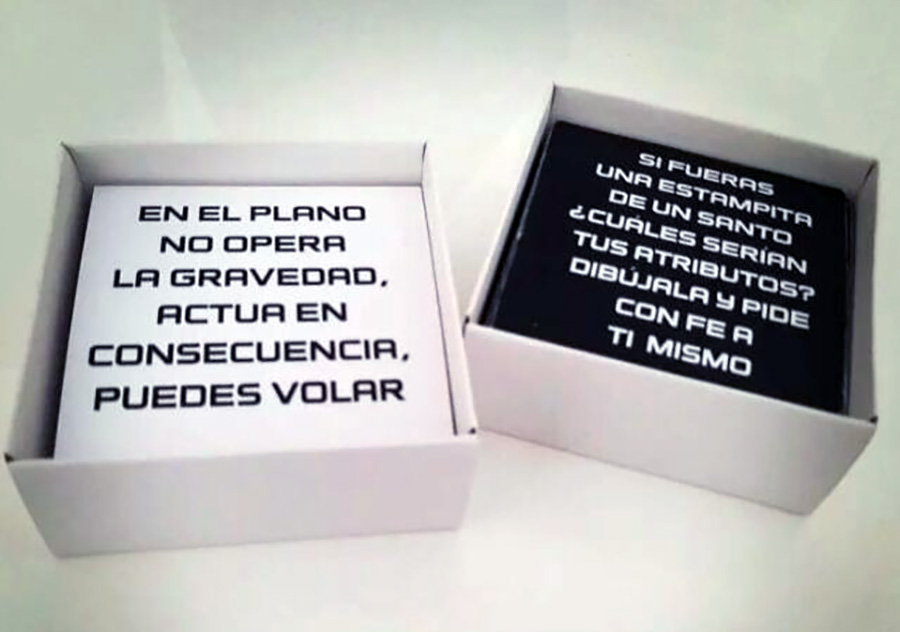 EN EL PLANO
NO OPERA
LA GRAVEDAD,
ACTUA EN
CONSECUENCIA,
PUEDES VOLAR
SI FUERAS
UNA ESTAMPITA
DE UN SANTO
¿CUÁLES SERÍAN
TUS ATRIBUTOS?
DIBÚJALA Y PIDE
CON FE A
TI MISMO